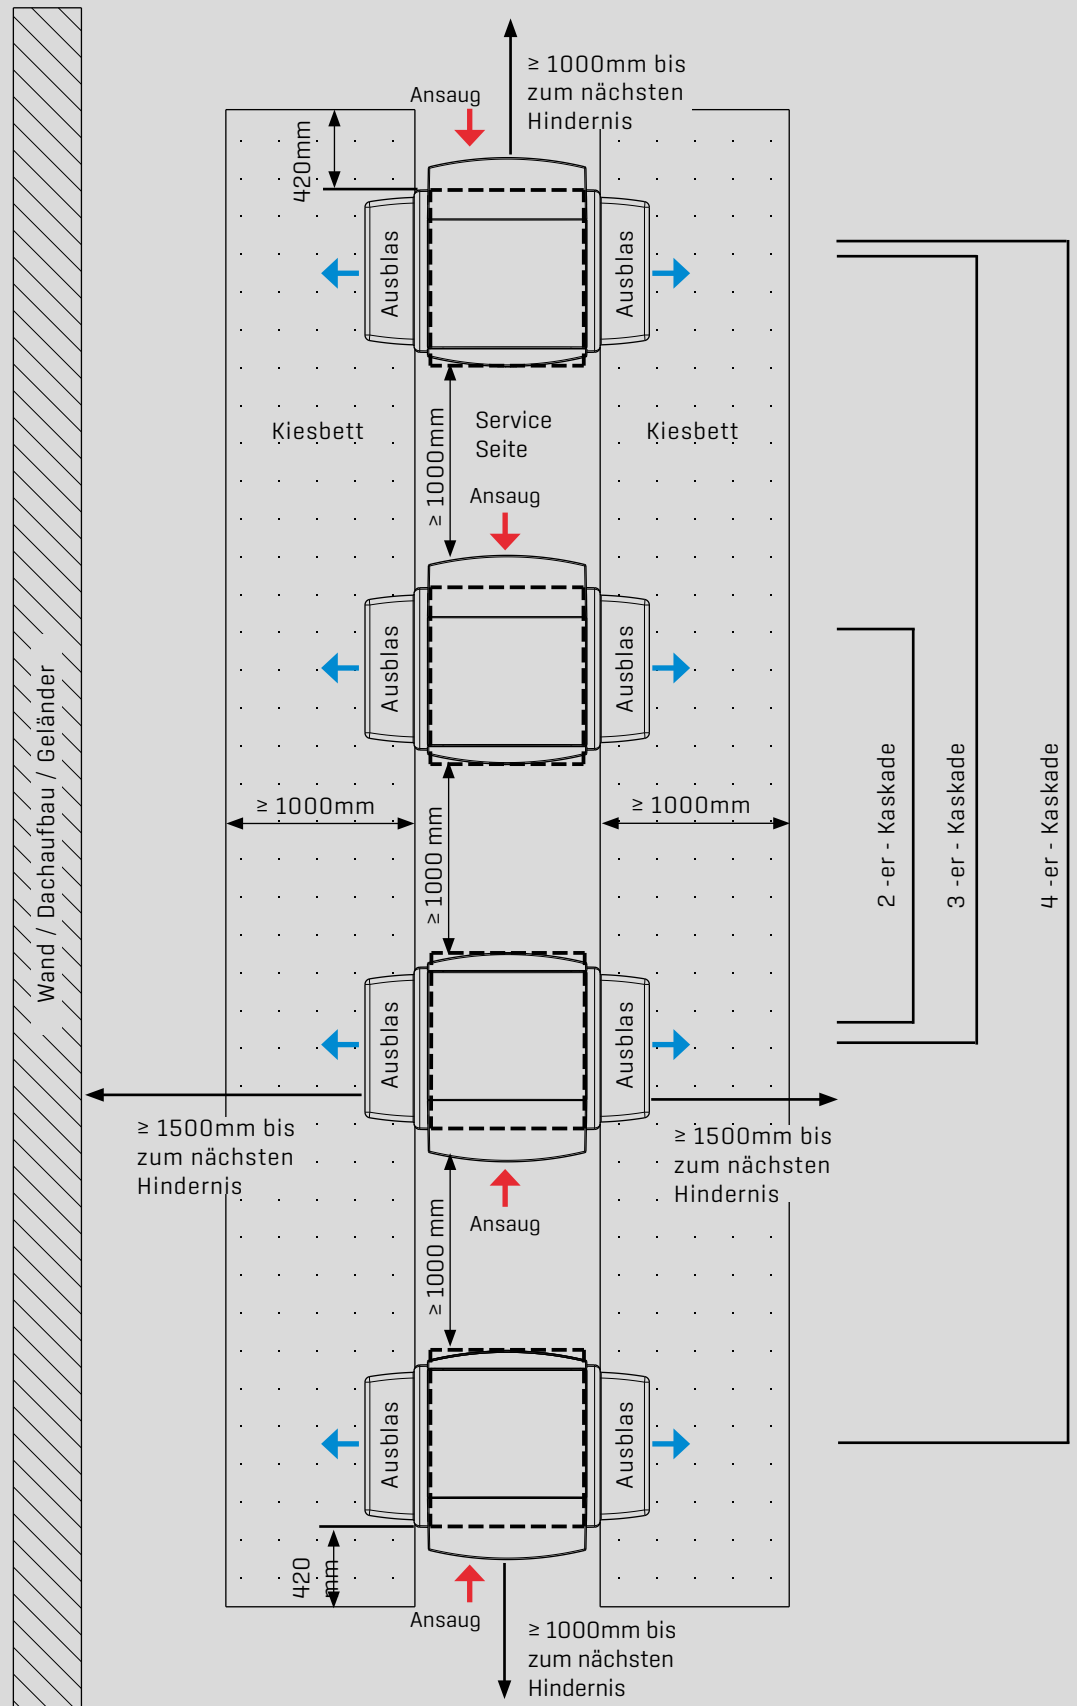 ≥ 1000mm bis
zum nächsten
Hindernis
Ansaug
420mm
Ausblas
Ausblas
Kiesbett
≥ 1000mm
Service
Seite
Kiesbett
Ansaug
Ausblas
Ausblas
Wand / Dachaufbau / Geländer
≥ 1000mm
≥ 1000 mm
≥ 1000mm
2 -er - Kaskade
3 -er - Kaskade
4 -er - Kaskade
Ausblas
Ausblas
≥ 1500mm bis
zum nächsten
Hindernis
≥ 1500mm bis
zum nächsten
Hindernis
Ansaug
≥ 1000 mm
Ausblas
Ausblas
420
mm
Ansaug
≥ 1000mm bis
zum nächsten
Hindernis